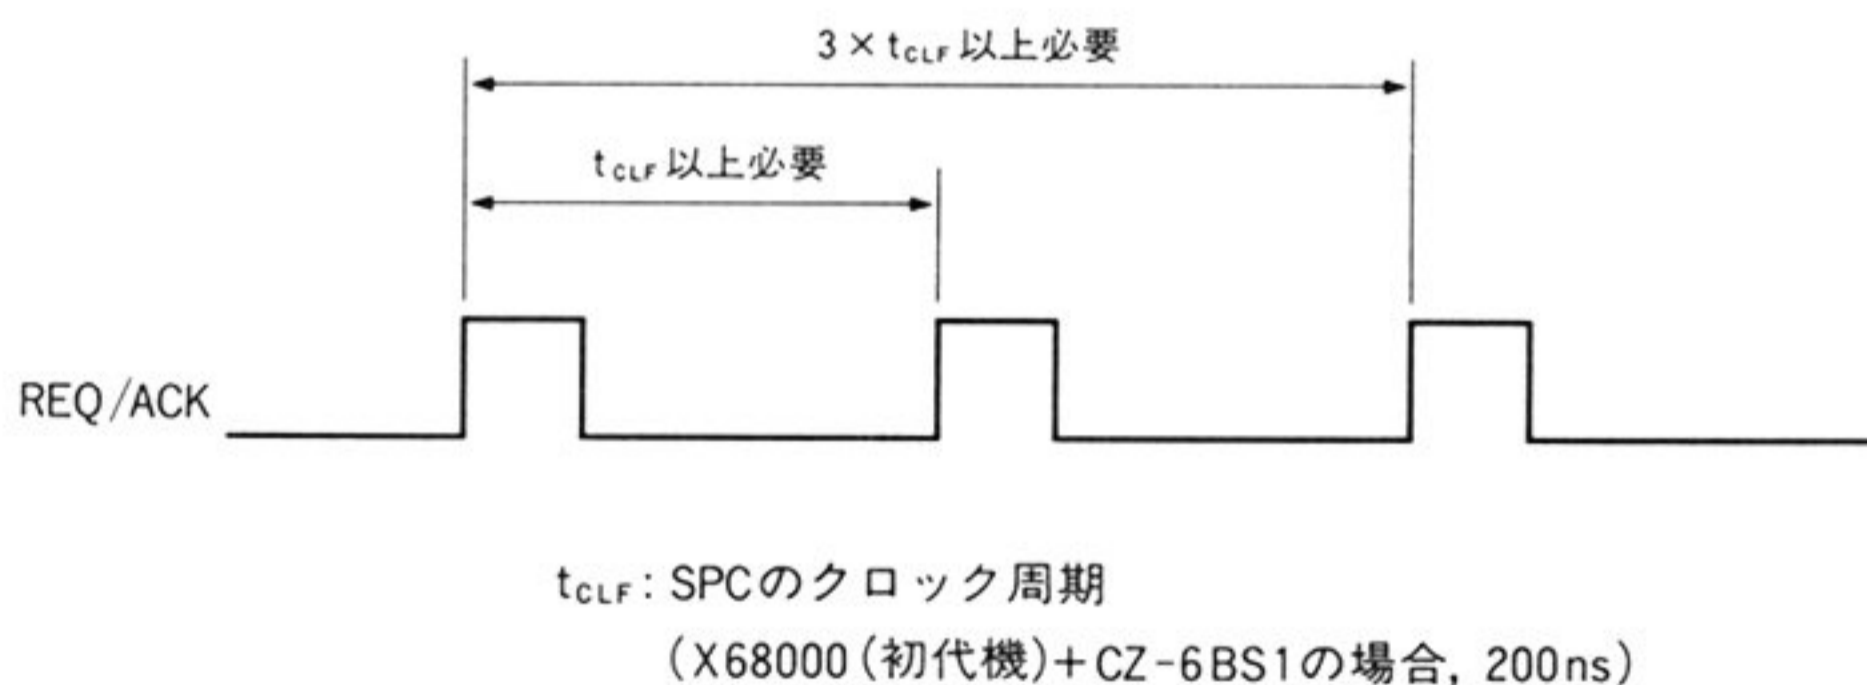 3×tCLF以上必要
tCLF以上必要
REQ/ACK
tCLF: SPCのクロック周期
(X68000(初代機)+CZ-6BS1の場合, 200ns)